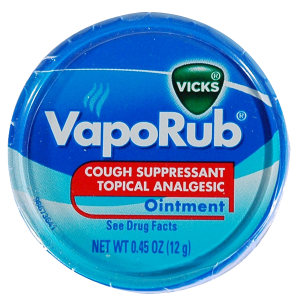 VICKS®
VapoRub®
COUGH SUPPRESSANT
TOPICAL ANALGESIC
Ointment
See Drug Facts
NET WT 0.45 OZ (12 g)